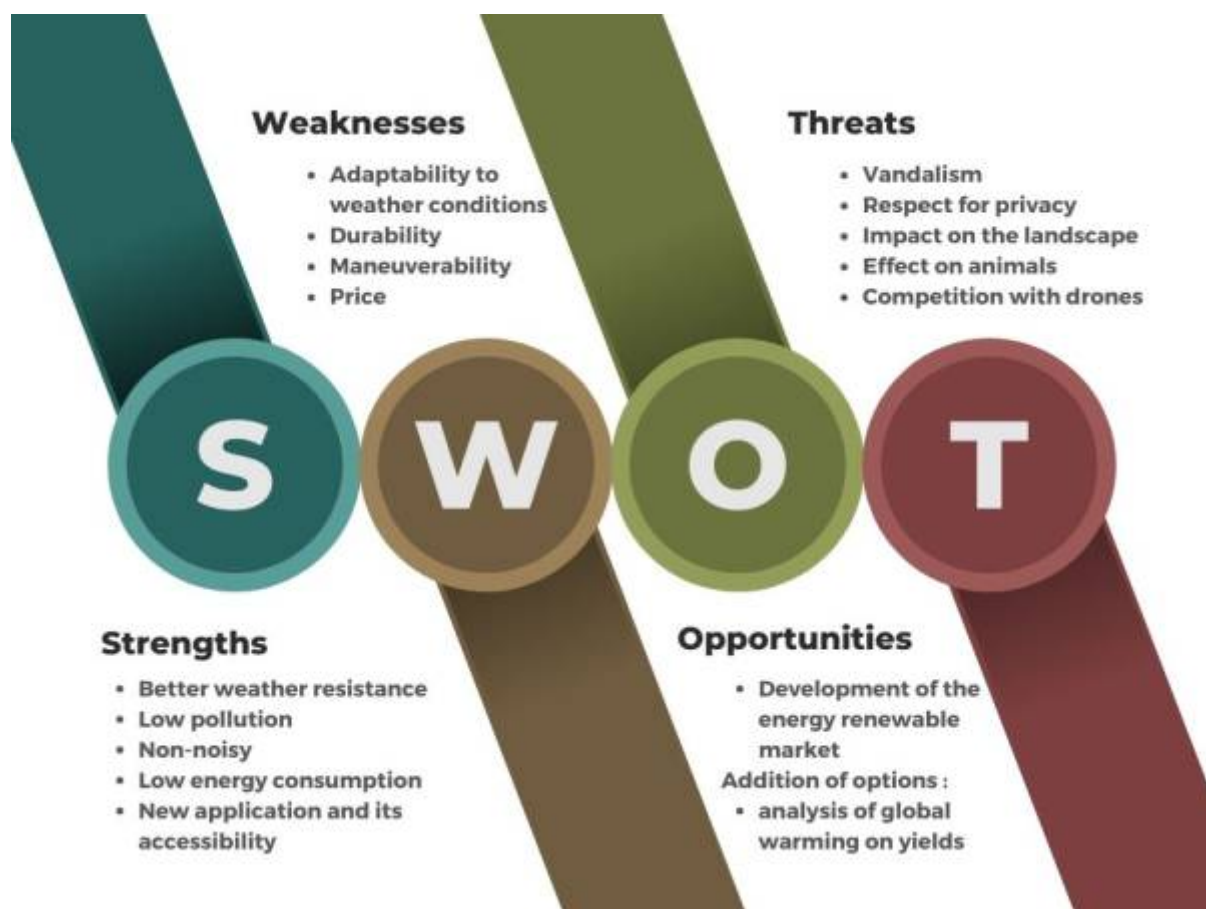 Weaknesses
• Adaptability to
weather conditions
• Durability
• Maneuverability
• Price
Threats
• Vandalism
• Respect for privacy
• Impact on the landscape
• Effect on animals
• Competition with drones
S W O T
Strengths
• Better weather resistance
• Low pollution
• Non-noisy
• Low energy consumption
• New application and its
accessibility
Opportunities
• Development of the
energy renewable
market
Addition of options :
• analysis of global
warming on yields